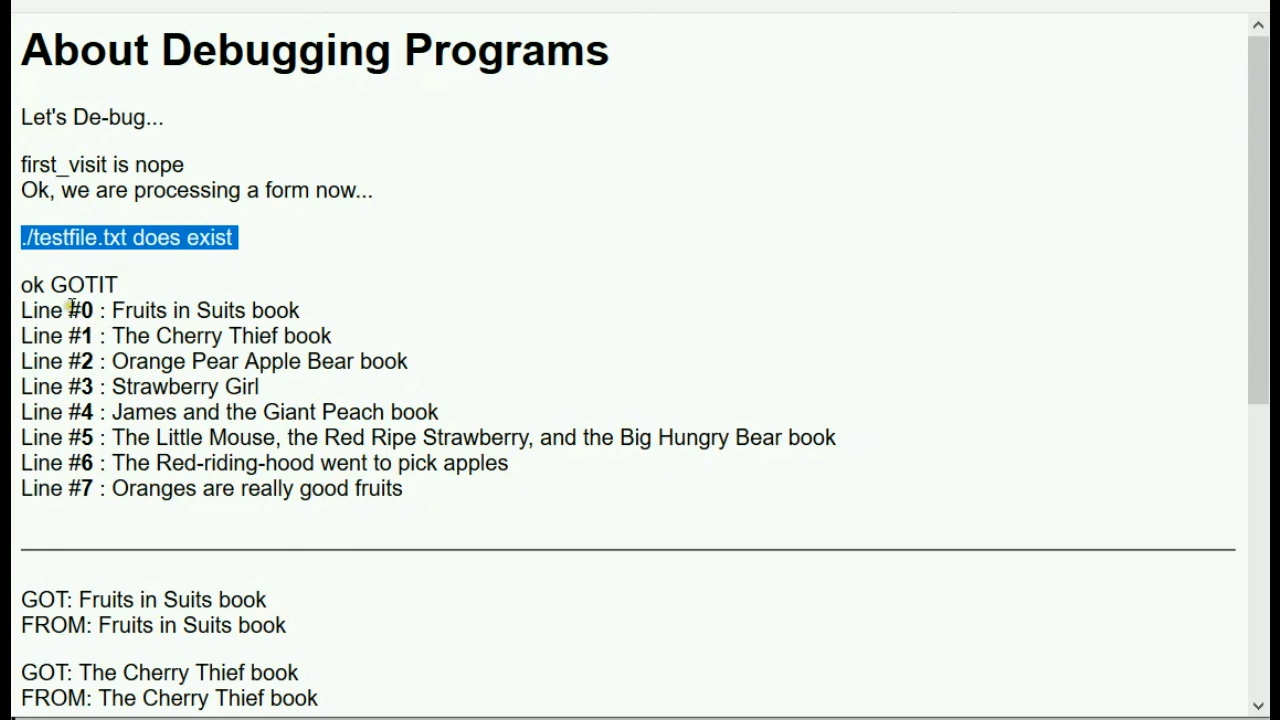 About Debugging Programs
Let's De-bug...
first_visit is nope
Ok, we are processing a form now...
./testfile.txt does exist
ok GOTIT
Line #0 : Fruits in Suits book
Line #1 : The Cherry Thief book
Line #2 : Orange Pear Apple Bear book
Line #3 : Strawberry Girl
Line #4 : James and the Giant Peach book
Line #5 : The Little Mouse, the Red Ripe Strawberry, and the Big Hungry Bear book
Line #6 : The Red-riding-hood went to pick apples
Line #7 : Oranges are really good fruits
GOT: Fruits in Suits book
FROM: Fruits in Suits book
GOT: The Cherry Thief book
FROM: The Cherry Thief book